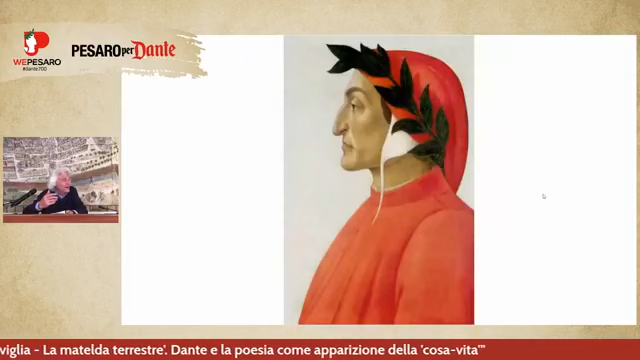 WEPESARO
#dante700
PESARO per Dante
viglia - La matelda terrestre'. Dante e la poesia come apparizione della 'cosa-vita'"